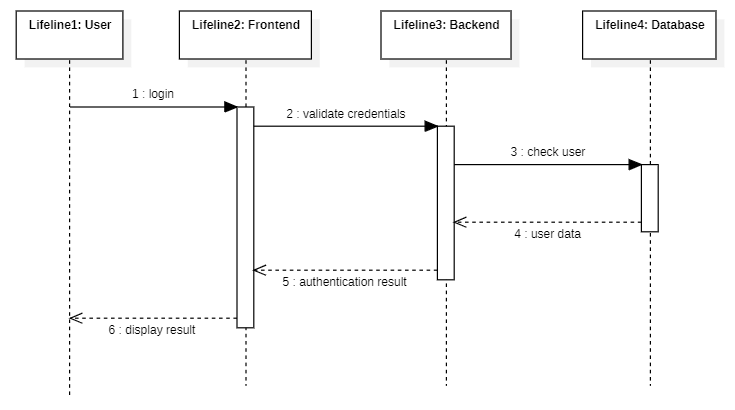 Lifeline1: User
Lifeline2: Frontend
Lifeline3: Backend
Lifeline4: Database
1 : login
2 : validate credentials
3 : check user
4 : user data
5 : authentication result
6 : display result